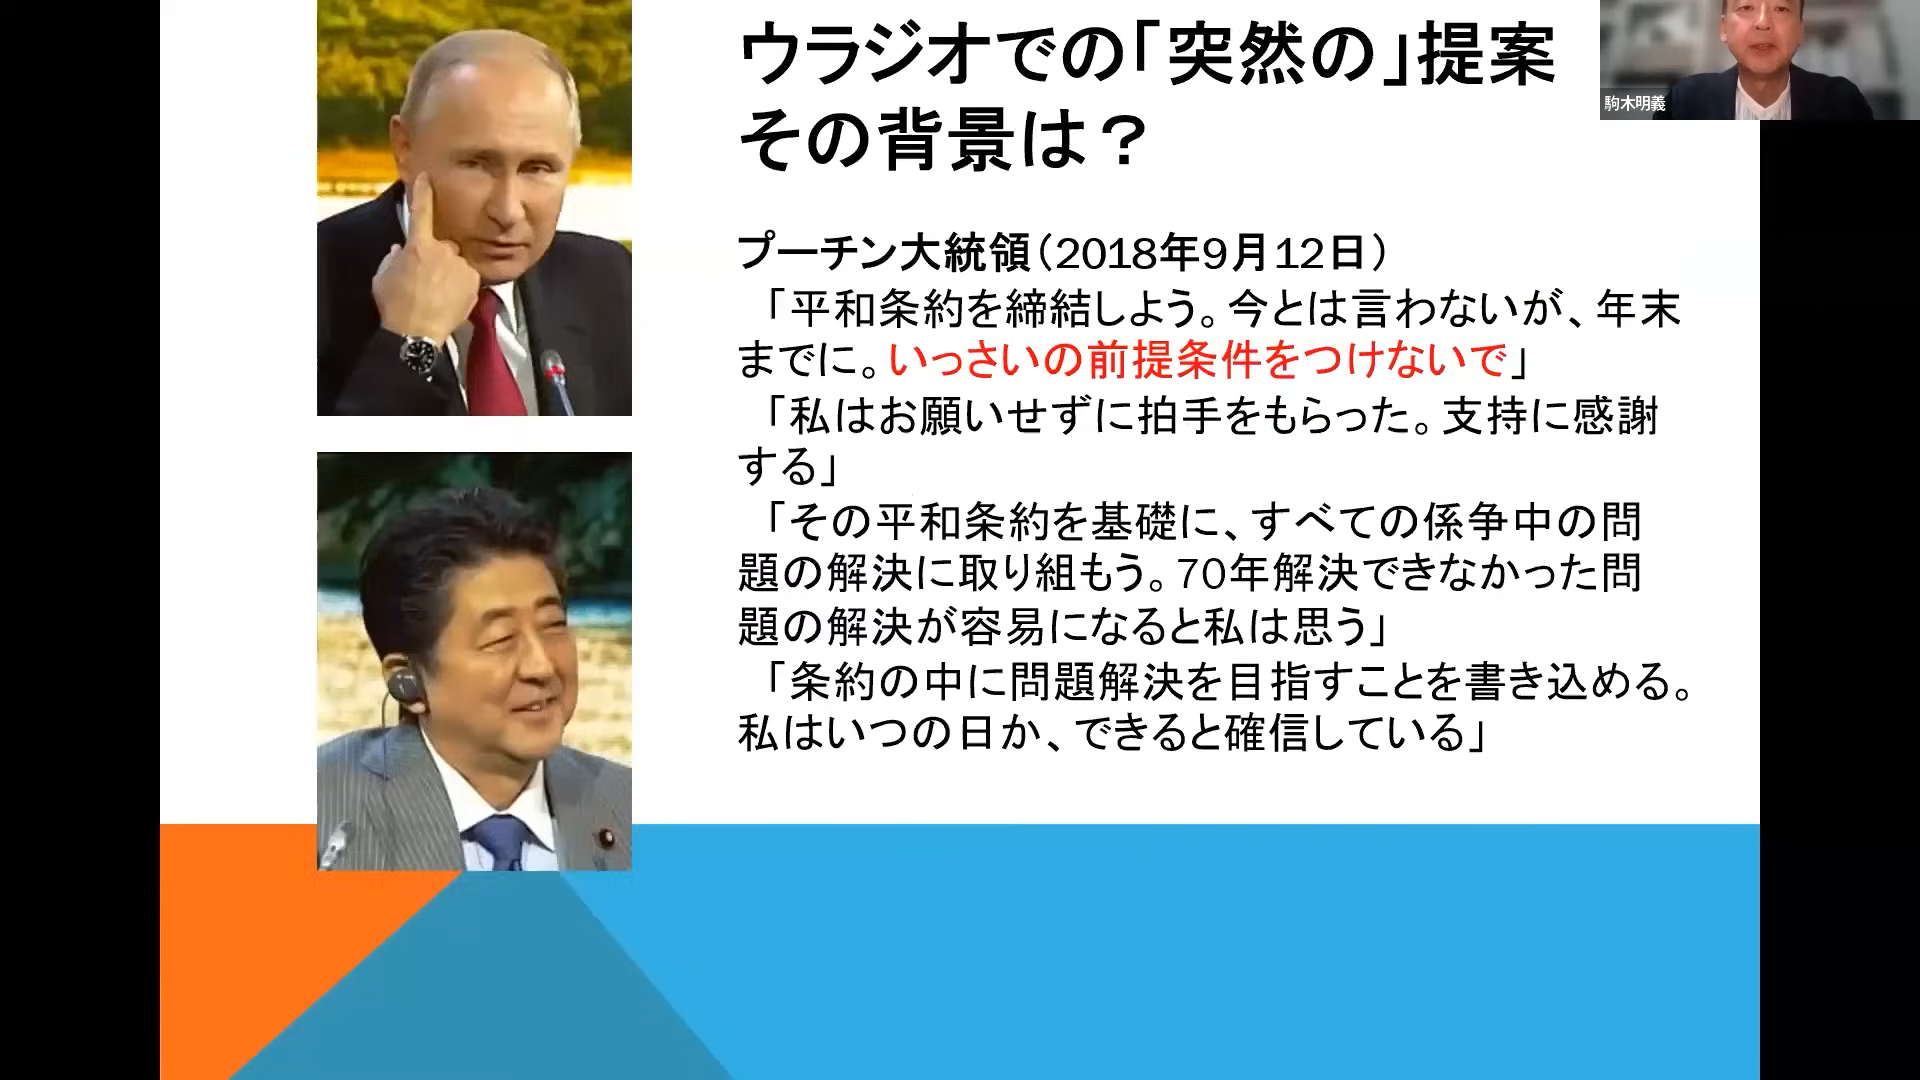 ウラジオでの「突然の」提案
その背景は？
駒木明義
プーチン大統領（2018年9月12日）
「平和条約を締結しよう。今とは言わないが、年末
までに。いっさいの前提条件をつけないで」
「私はお願いせずに拍手をもらった。支持に感謝
する」
「その平和条約を基礎に、すべての係争中の問
題の解決に取り組もう。70年解決できなかった問
題の解決が容易になると私は思う」
「条約の中に問題解決を目指すことを書き込める。
私はいつの日か、できると確信している」